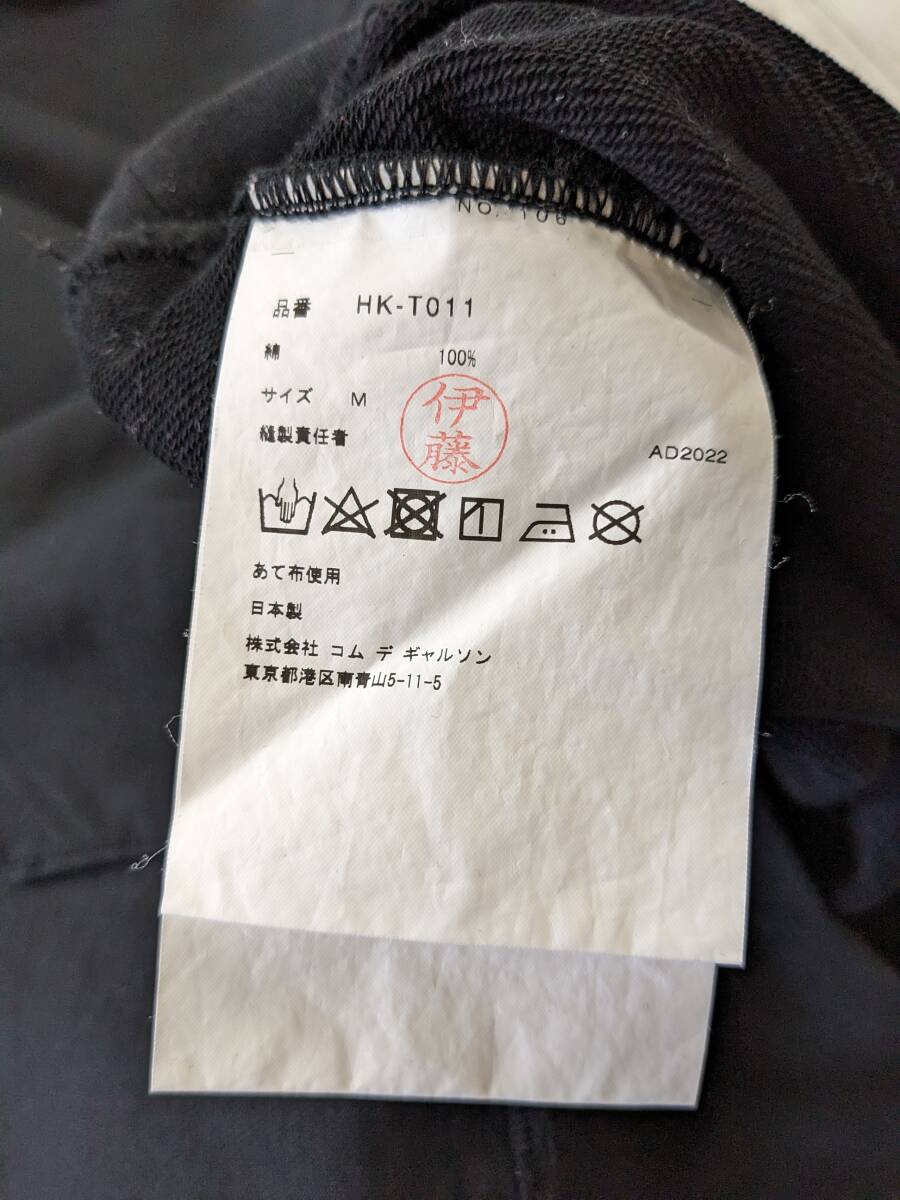 NO. 106
品番 HK-T011
綿 100%
サイズ M
伊藤
縫製責任者
AD2022
あて布使用
日本製
株式会社 コム デ ギャルソン
東京都港区南青山5-11-5